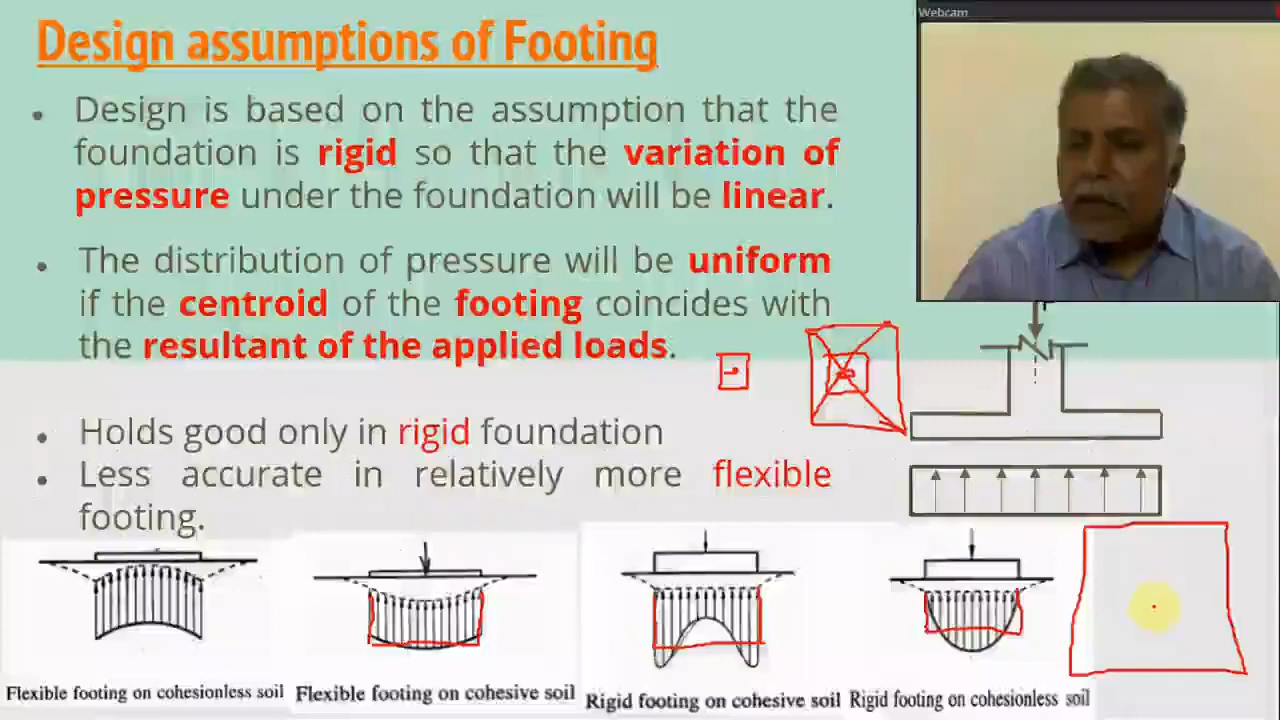 Webcam
Design assumptions of Footing
Design is based on the assumption that the
foundation is rigid so that the variation of
pressure under the foundation will be linear.
The distribution of pressure will be uniform
if the centroid of the footing coincides with
the resultant of the applied loads.
Holds good only in rigid foundation
Less accurate in relatively more flexible
footing.
Flexible footing on cohesionless soil
Flexible footing on cohesive soil
Rigid footing on cohesive soil
Rigid footing on cohesionless soil